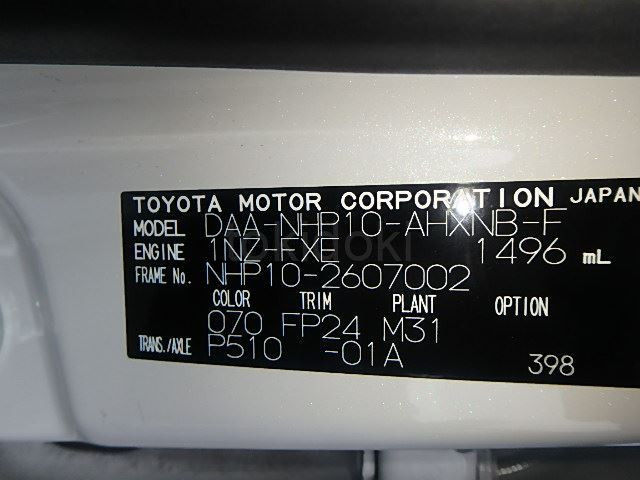 TOYOTA MOTOR CORPORATION JAPAN
MODEL DAA-NHP10-AHXNB-F
ENGINE 1NZ-FXE 1496 mL
FRAME No. NHP10-2607002
COLOR TRIM PLANT OPTION
070 FP24 M31
TRANS./AXLE P510 -01A
398